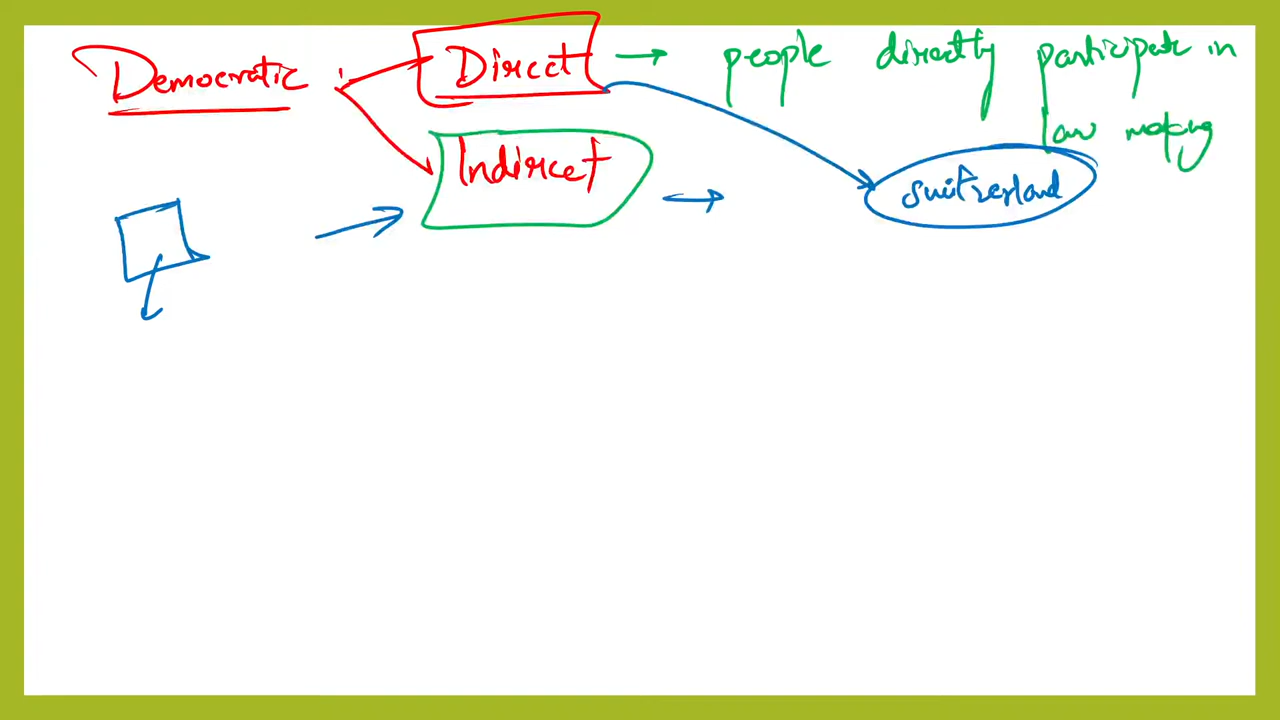 Democratic Direct → people directly participate in
law making
Indirect →
Switzerland